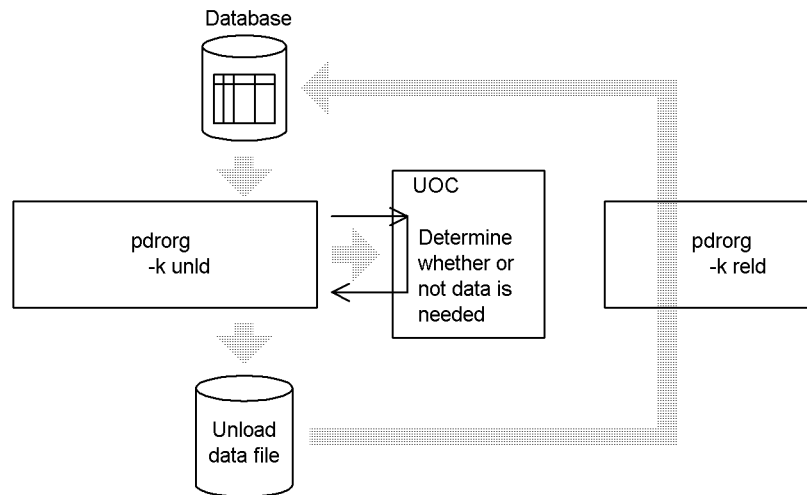 Database
pdrorg
-k unld
UOC
Determine
whether or
not data is
needed
pdrorg
-k reld
Unload
data file